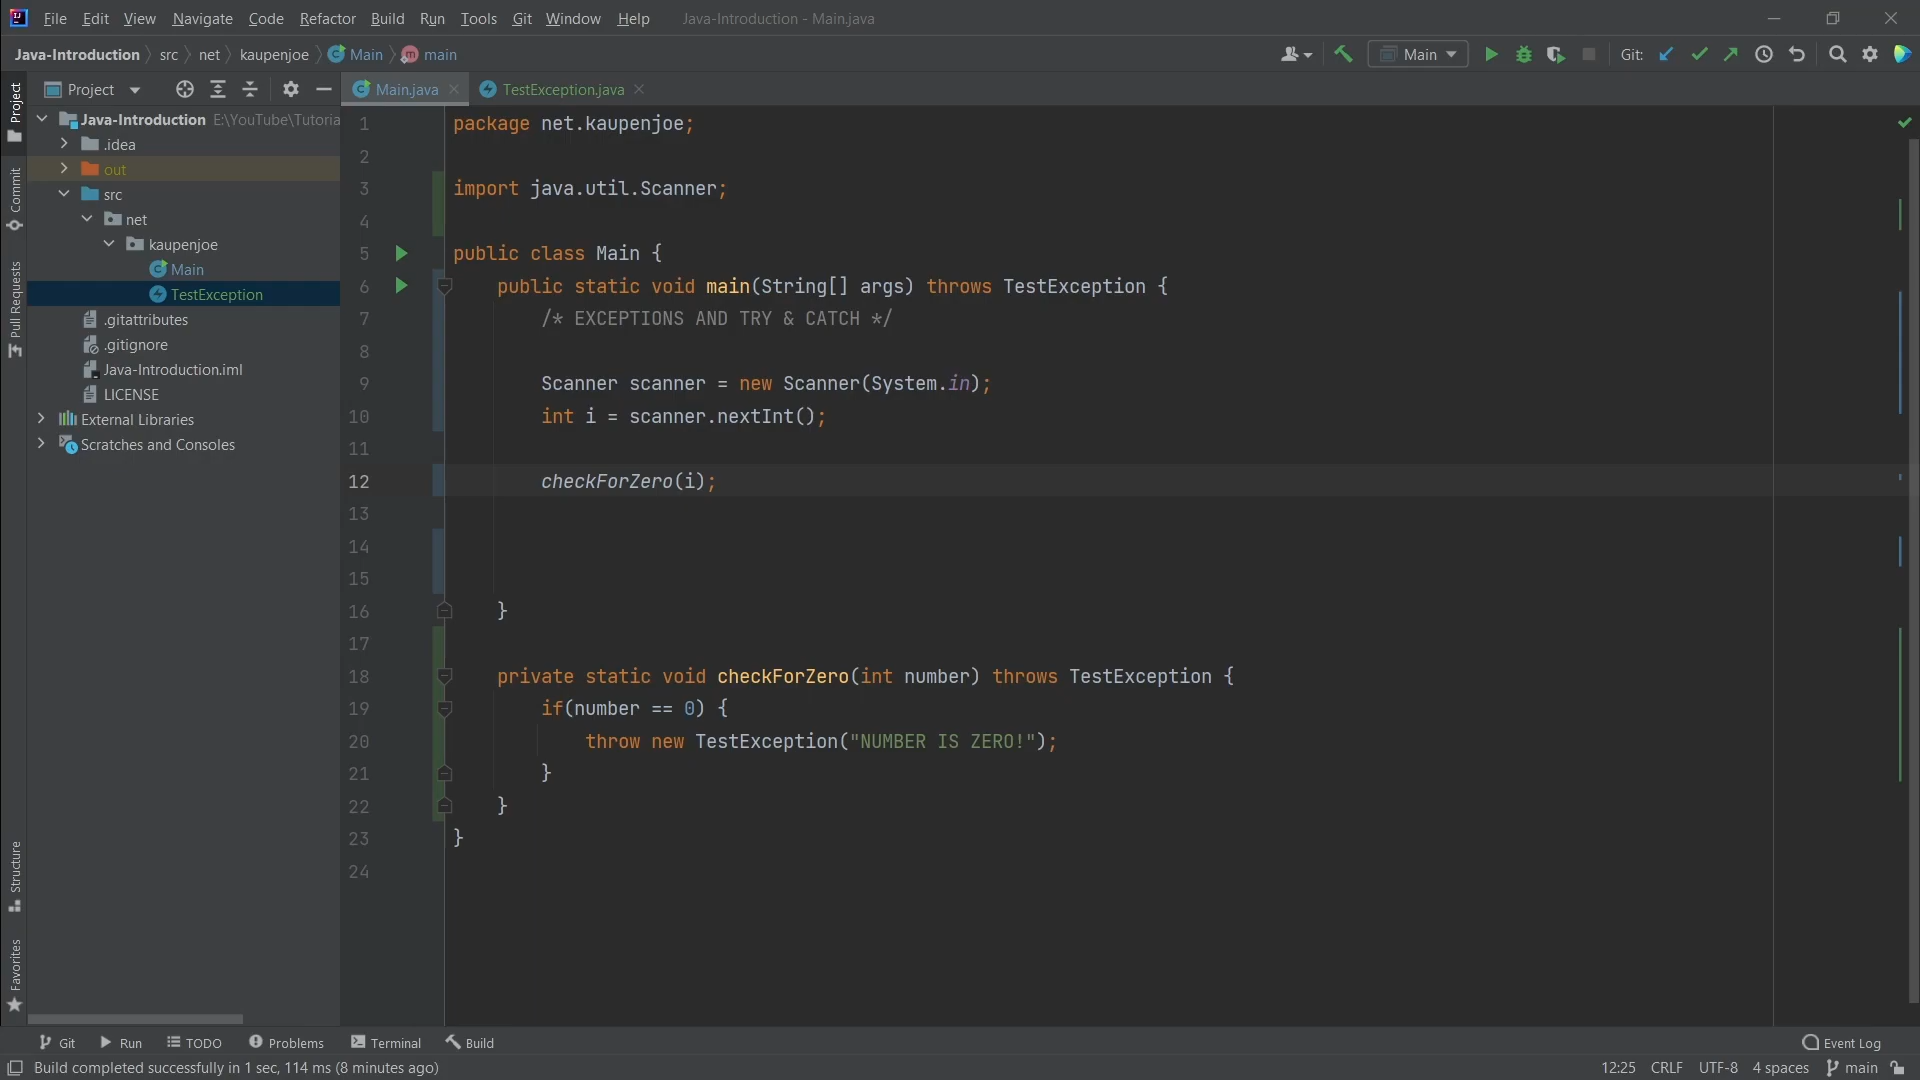 File Edit View Navigate Code Refactor Build Run Tools Git Window Help Java-Introduction - Main.java
Java-Introduction src net kaupenjoe Main main Main Git:
Project Main.java TestException.java
Project
Commit
Pull Requests
Structure
Favorites
Java-Introduction E:\YouTube\Tutoria
.idea
out
src
net
kaupenjoe
Main
TestException
.gitattributes
.gitignore
Java-Introduction.iml
LICENSE
External Libraries
Scratches and Consoles
1 package net.kaupenjoe;
2
3 import java.util.Scanner;
4
5 public class Main {
6 public static void main(String[] args) throws TestException {
7 /* EXCEPTIONS AND TRY & CATCH */
8
9 Scanner scanner = new Scanner(System.in);
10 int i = scanner.nextInt();
11
12 checkForZero(i);
13
14
15
16 }
17
18 private static void checkForZero(int number) throws TestException {
19 if(number == 0) {
20 throw new TestException("NUMBER IS ZERO!");
21 }
22 }
23 }
24
Git Run TODO Problems Terminal Build Event Log
Build completed successfully in 1 sec, 114 ms (8 minutes ago) 12:25 CRLF UTF-8 4 spaces main